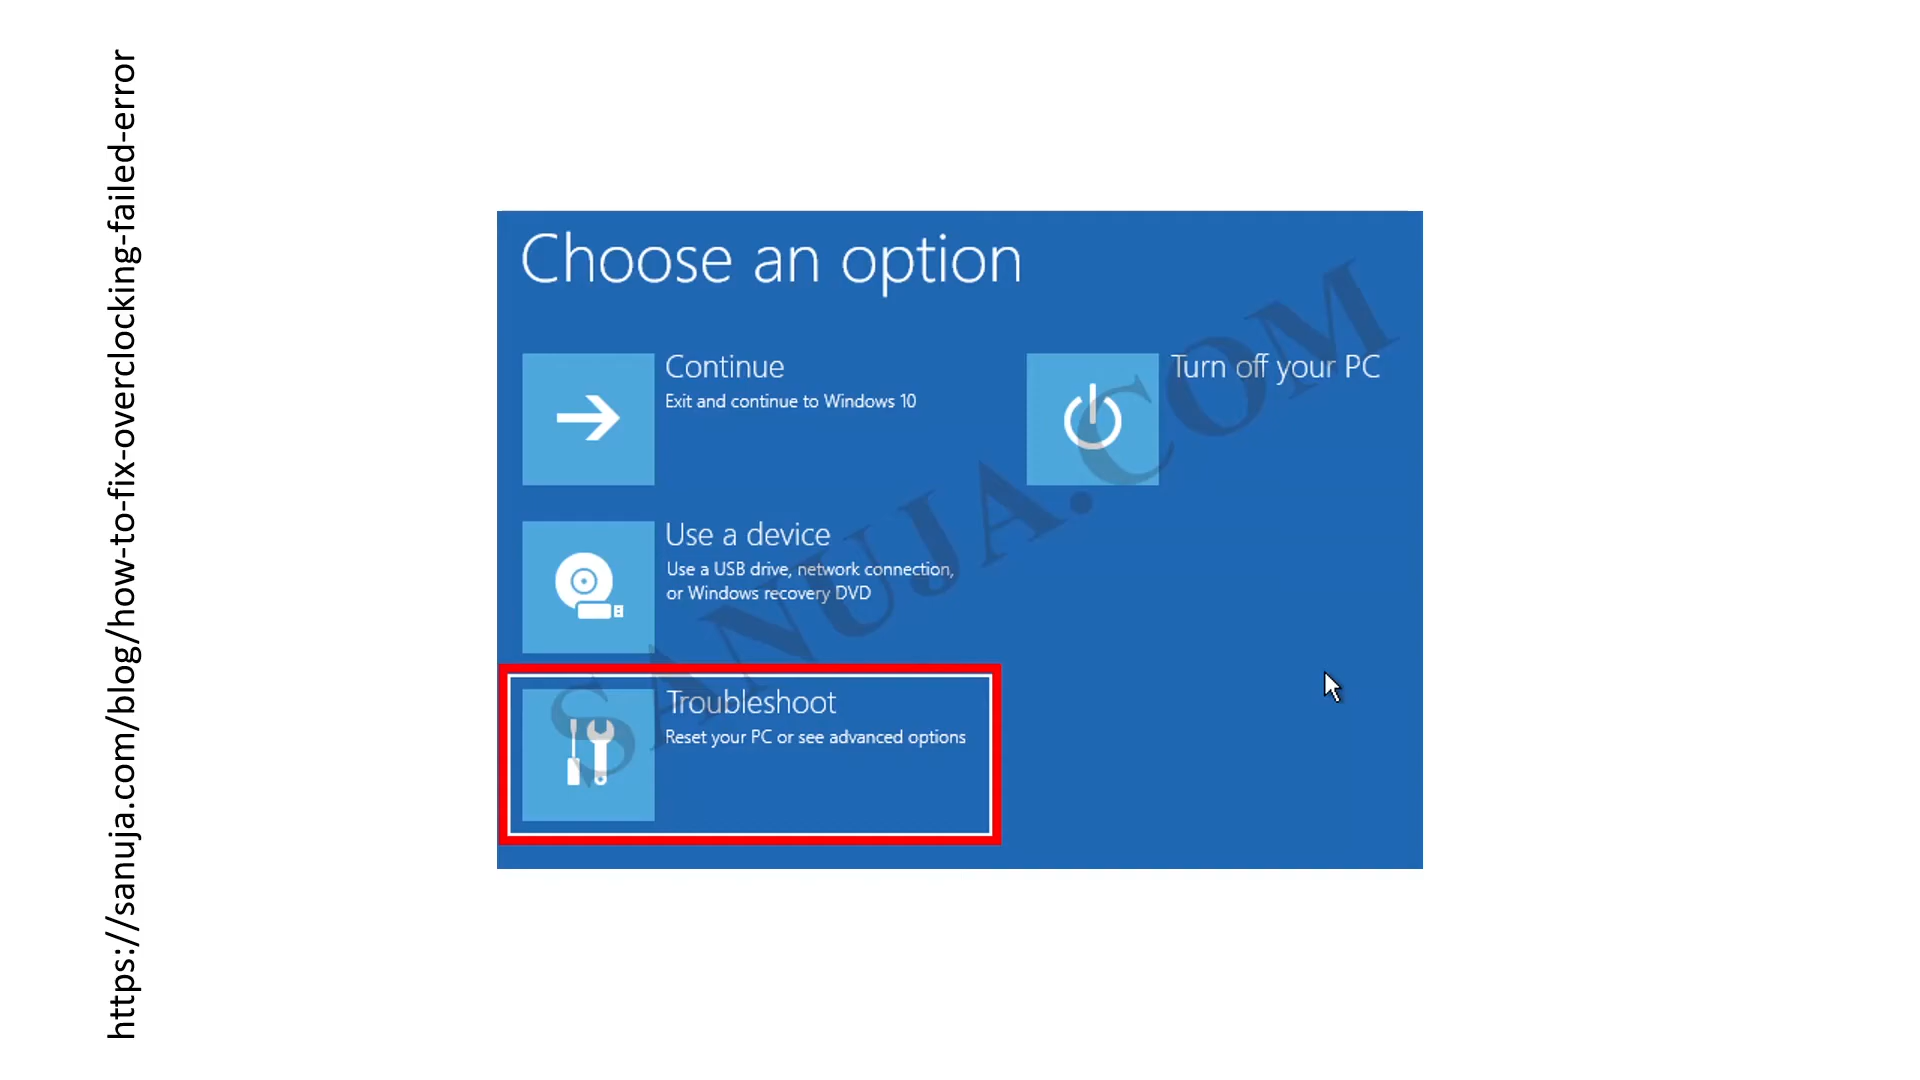 https://sanuja.com/blog/how-to-fix-overclocking-failed-error
Choose an option
Continue
Exit and continue to Windows 10
Turn off your PC
Use a device
Use a USB drive, network connection,
or Windows recovery DVD
Troubleshoot
Reset your PC or see advanced options
SANUJA.COM